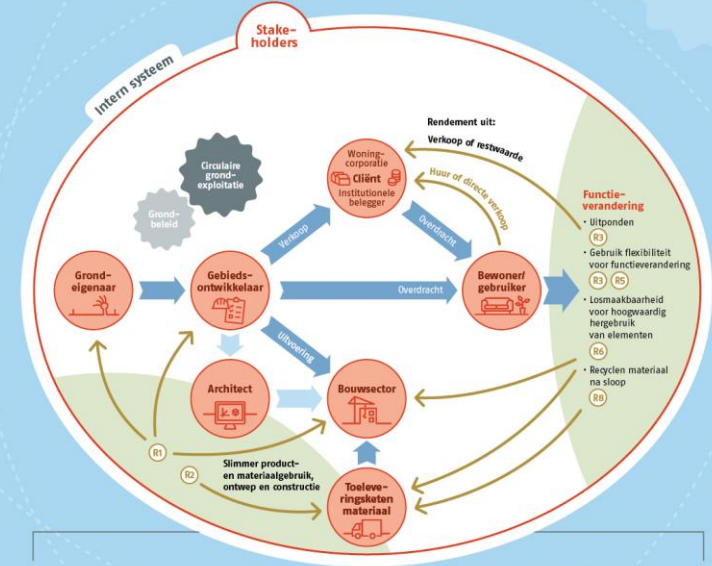 Stake-
holders
Intern systeem
Circulaire
grond-
exploitatie
Grond-
beleid
Rendement uit:
Verkoop of restwaarde
Woning-
corporatie
Cliënt
Institutionele
belegger
Huur of directe verkoop
Verkoop
Overdracht
Functie-
verandering
• Uitponden
R3
• Gebruik flexibiliteit
voor functieverandering
R3 R5
• Losmaakbaarheid
voor hoogwaardig
hergebruik
van elementen
R6
• Recyclen materiaal
na sloop
R8
Grond-
eigenaar
Gebieds-
ontwikkelaar
Overdracht
Bewoner/
gebruiker
Uitvoering
Architect
Bouwsector
R1
R2
Slimmer product-
en materiaalgebruik,
ontwep en constructie
Toeleve-
ringsketen
materiaal